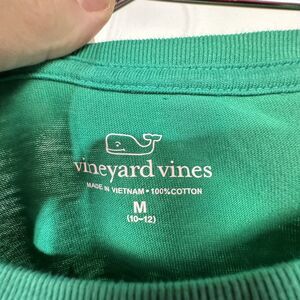 vineyard vines
MADE IN VIETNAM • 100% COTTON
M
(10-12)